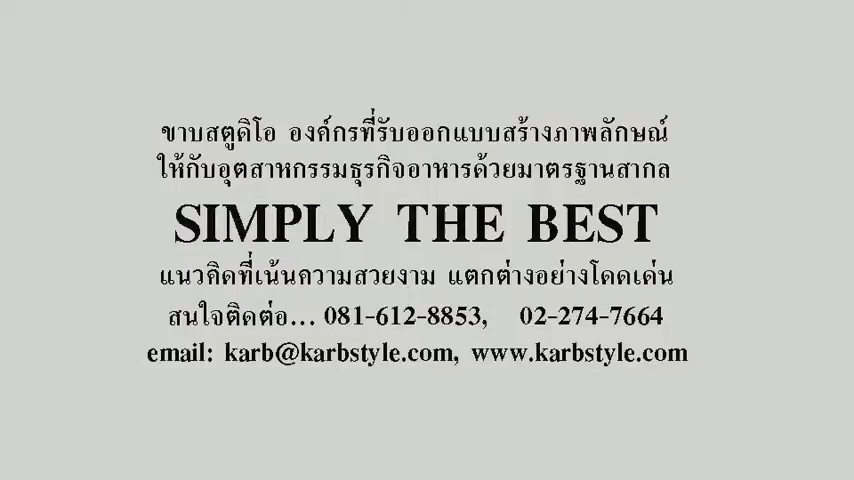 ขาบสตูดิโอ องค์กรที่รับออกแบบสร้างภาพลักษณ์
ให้กับอุตสาหกรรมธุรกิจอาหารด้วยมาตรฐานสากล
SIMPLY THE BEST
แนวคิดที่เน้นความสวยงาม แตกต่างอย่างโดดเด่น
สนใจติดต่อ... 081-612-8853, 02-274-7664
email: karb@karbstyle.com, www.karbstyle.com